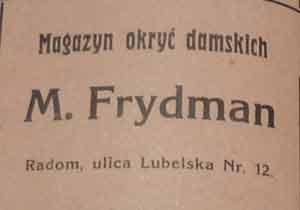 Magazyn okryć damskich
M. Frydman
Radom, ulica Lubelska Nr. 12.